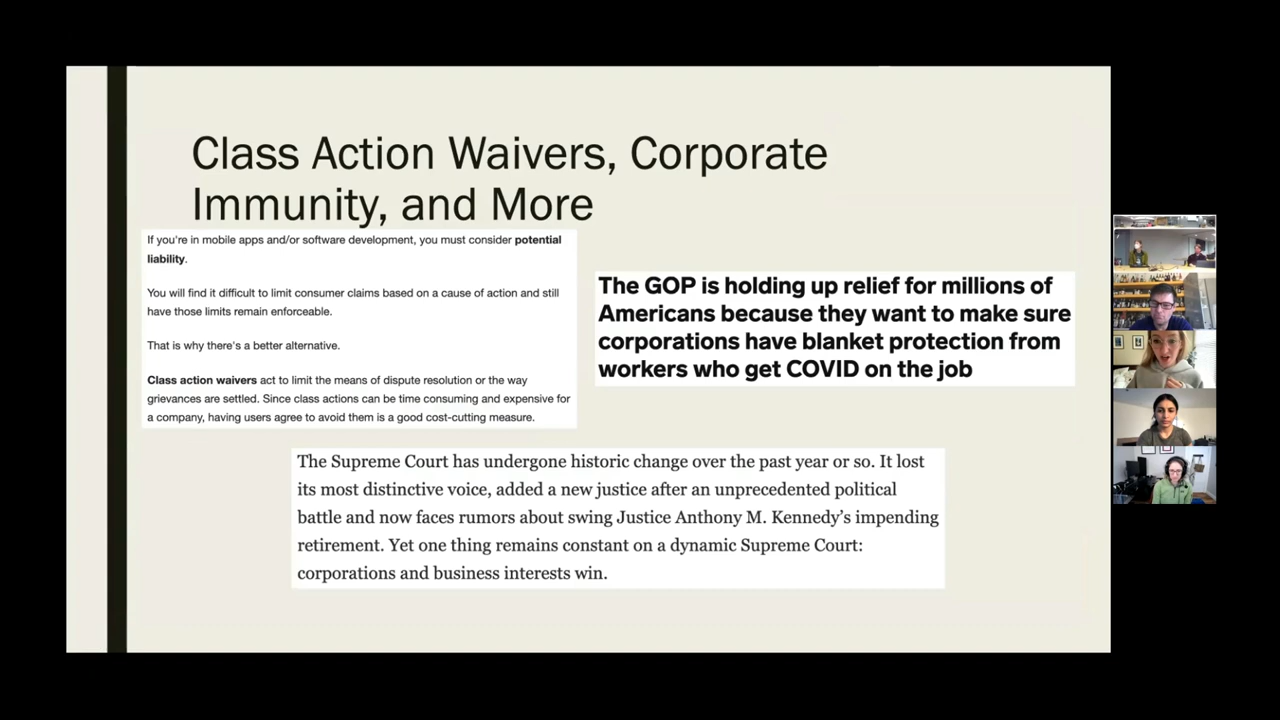 Class Action Waivers, Corporate
Immunity, and More
If you're in mobile apps and/or software development, you must consider potential
liability.
You will find it difficult to limit consumer claims based on a cause of action and still
have those limits remain enforceable.
That is why there's a better alternative.
Class action waivers act to limit the means of dispute resolution or the way
grievances are settled. Since class actions can be time consuming and expensive for
a company, having users agree to avoid them is a good cost-cutting measure.
The GOP is holding up relief for millions of
Americans because they want to make sure
corporations have blanket protection from
workers who get COVID on the job
The Supreme Court has undergone historic change over the past year or so. It lost
its most distinctive voice, added a new justice after an unprecedented political
battle and now faces rumors about swing Justice Anthony M. Kennedy's impending
retirement. Yet one thing remains constant on a dynamic Supreme Court:
corporations and business interests win.